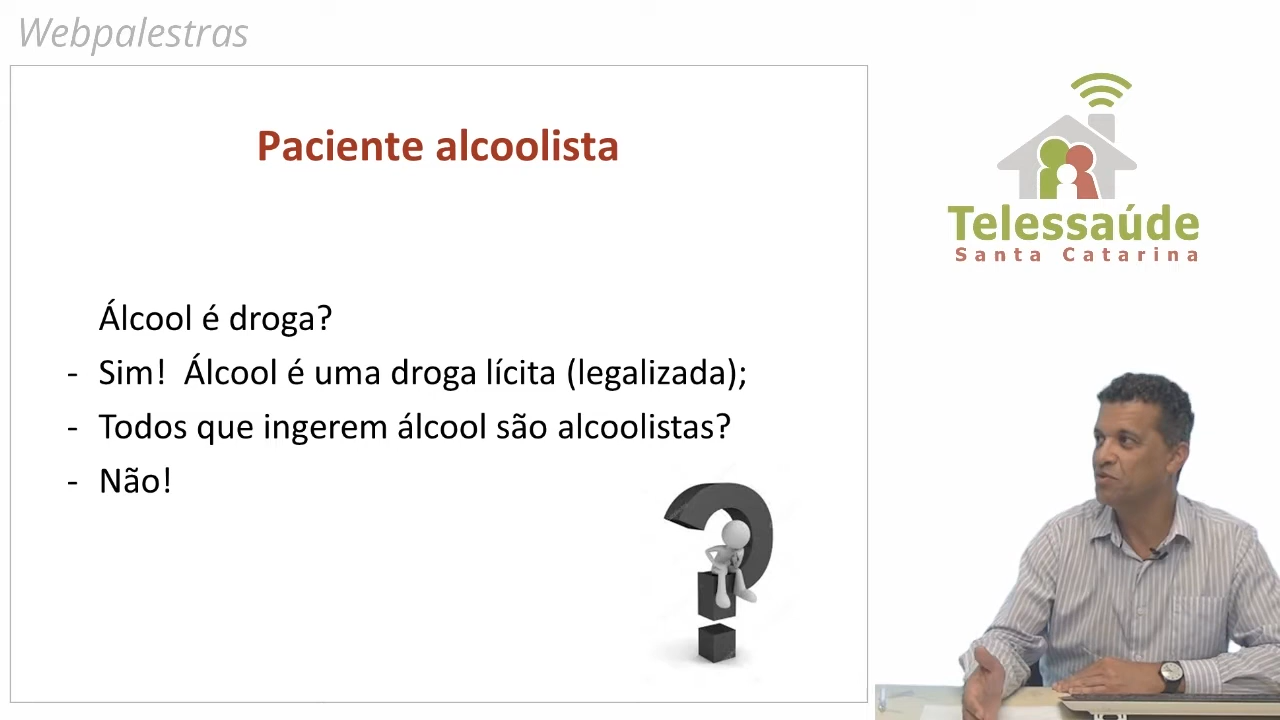 Webpalestras
Paciente alcoolista
Álcool é droga?
- Sim! Álcool é uma droga lícita (legalizada);
- Todos que ingerem álcool são alcoolistas?
- Não!
Telessaúde
Santa Catarina